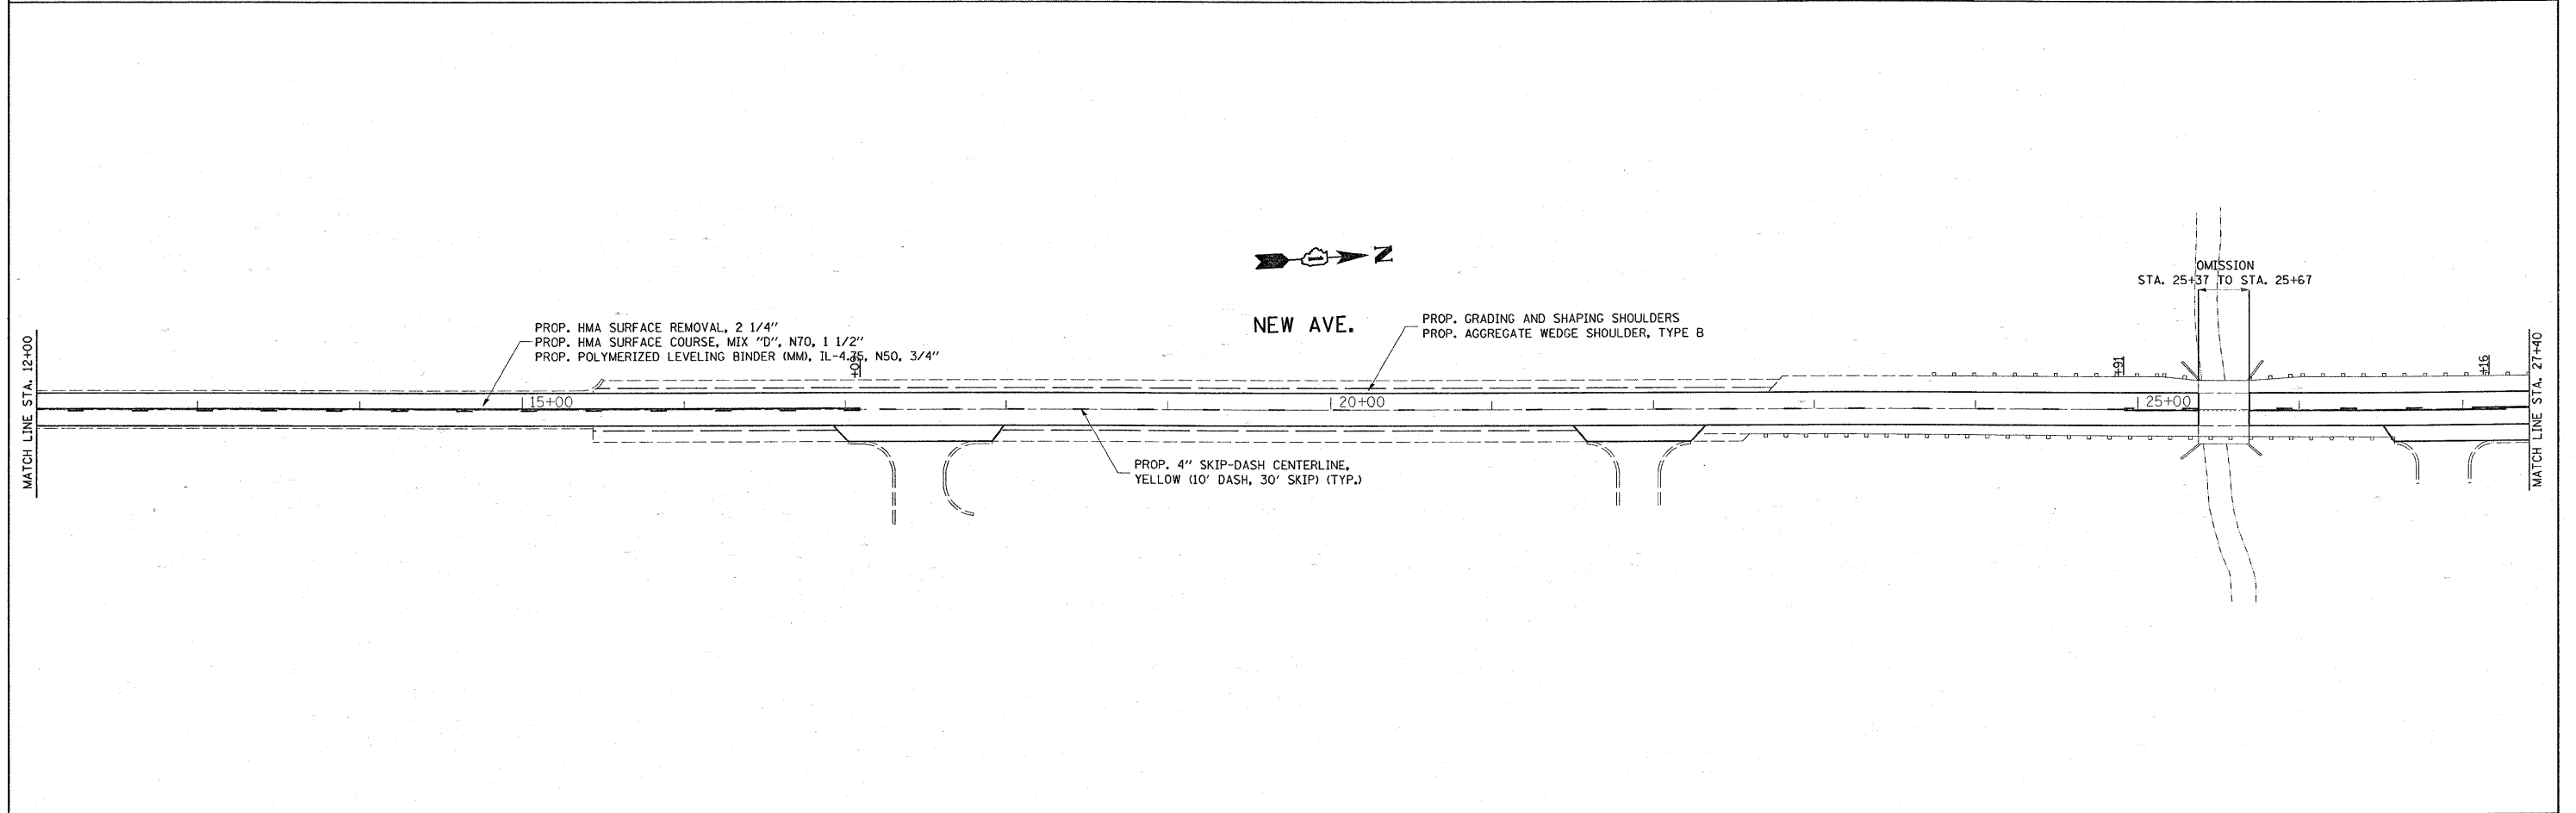 N
OMISSION
STA. 25+37 TO STA. 25+67
NEW AVE.
PROP. GRADING AND SHAPING SHOULDERS
PROP. AGGREGATE WEDGE SHOULDER, TYPE B
PROP. HMA SURFACE REMOVAL, 2 1/4"
PROP. HMA SURFACE COURSE, MIX "D", N70, 1 1/2"
PROP. POLYMERIZED LEVELING BINDER (MM), IL-4.75, N50, 3/4"
MATCH LINE STA. 12+00
+09
+91
+16
MATCH LINE STA. 27+40
15+00
20+00
25+00
PROP. 4" SKIP-DASH CENTERLINE,
YELLOW (10' DASH, 30' SKIP) (TYP.)